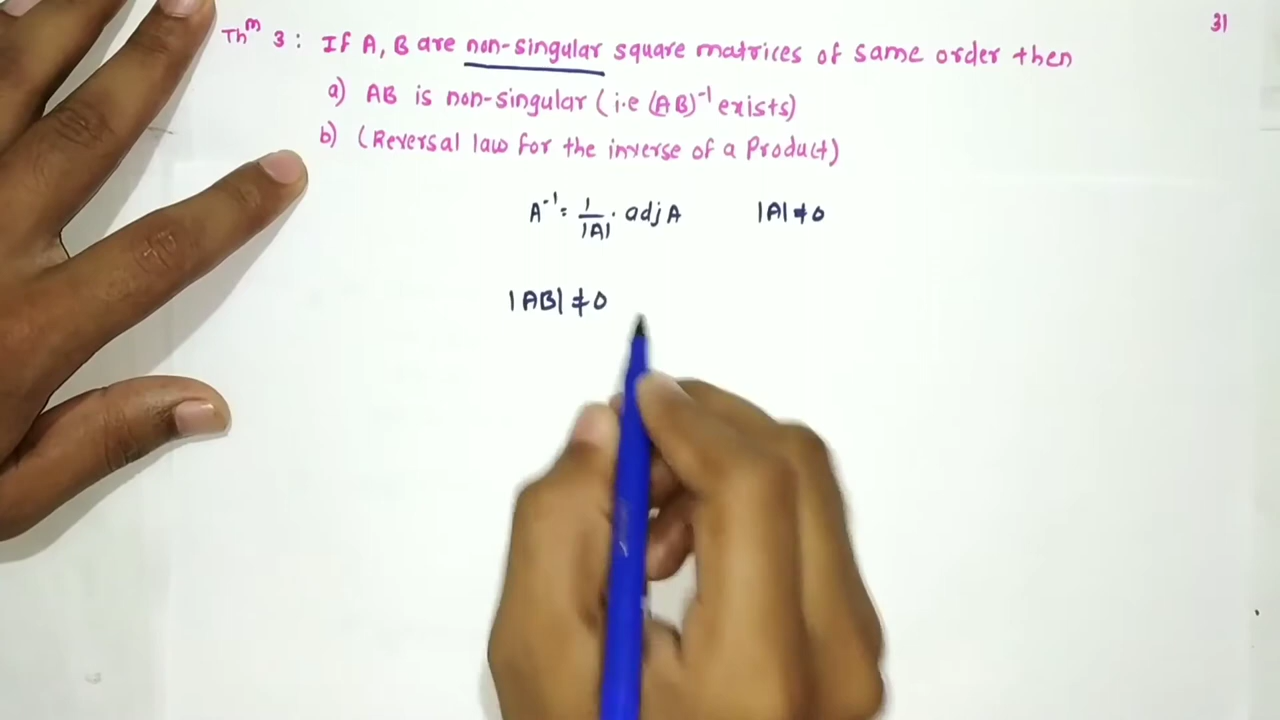 31
Thm 3 : If A, B are non-singular square matrices of same order then
a) AB is non-singular ( i.e (AB)⁻¹ exists)
b) (Reversal law for the inverse of a Product)
A⁻¹ = 1/|A| . adj A |A| ≠ 0
|AB| ≠ 0